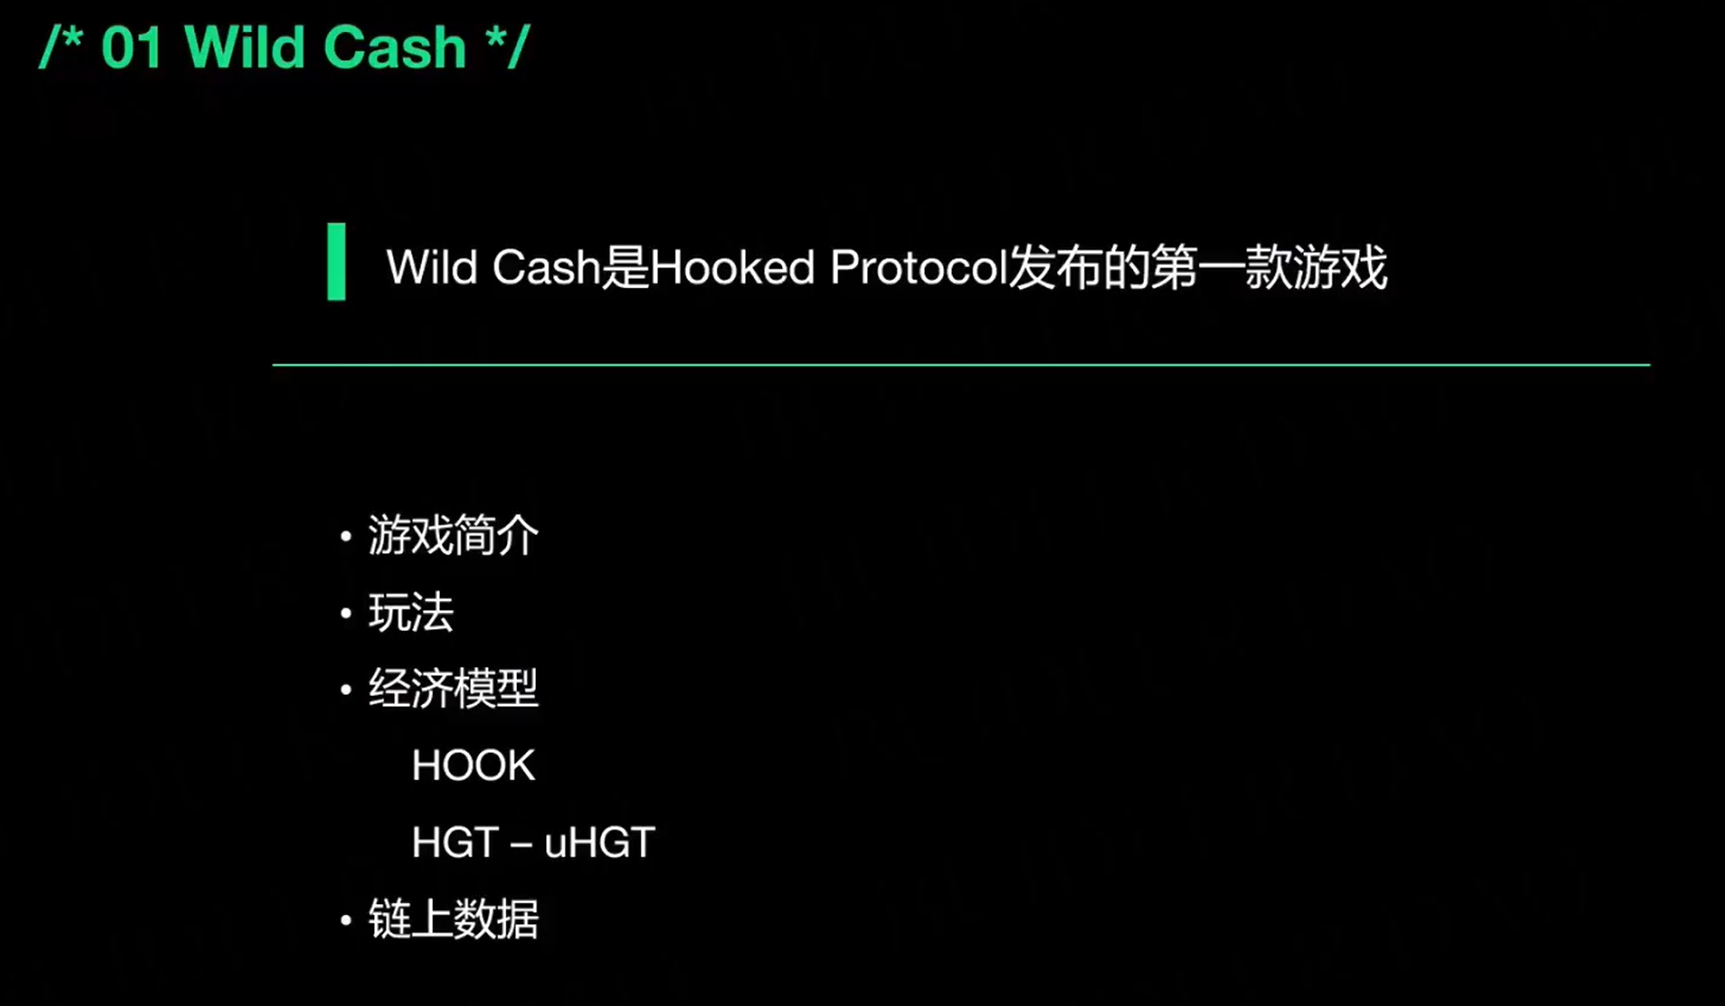 /* 01 Wild Cash */
Wild Cash是Hooked Protocol发布的第一款游戏
• 游戏简介
• 玩法
• 经济模型
HOOK
HGT – uHGT
• 链上数据